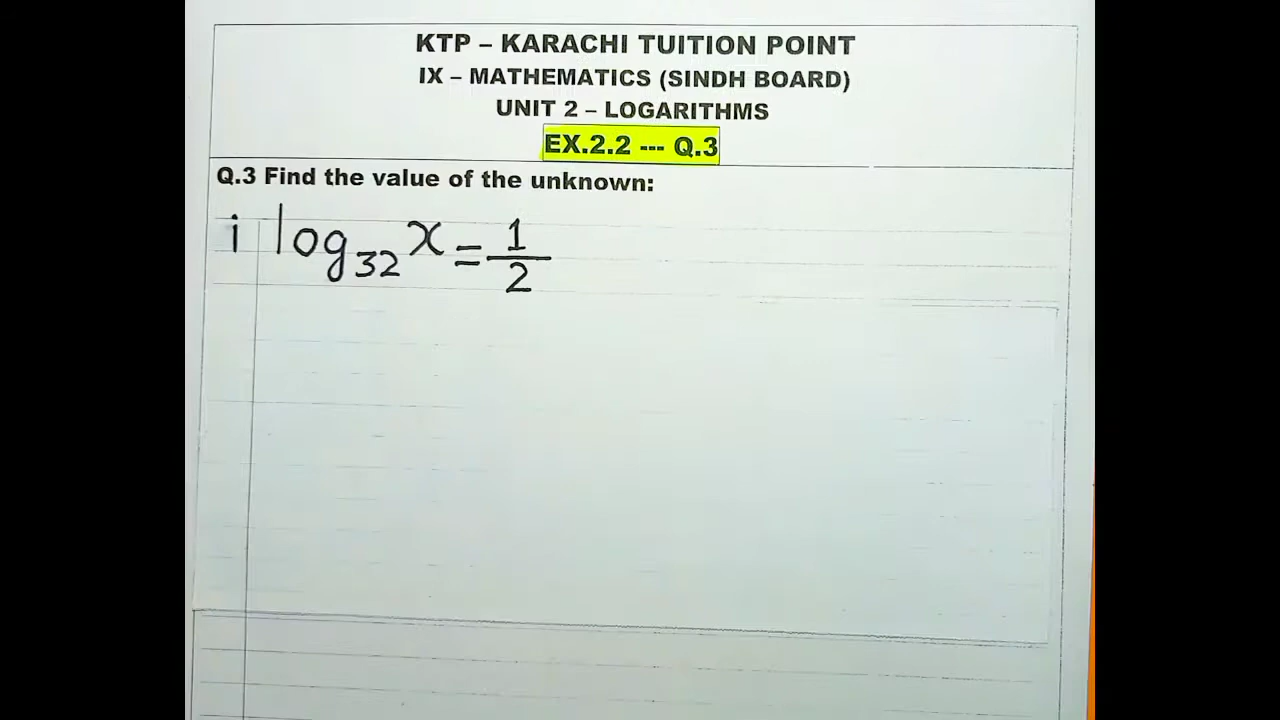 KTP – KARACHI TUITION POINT
IX – MATHEMATICS (SINDH BOARD)
UNIT 2 – LOGARITHMS
EX.2.2 --- Q.3
Q.3 Find the value of the unknown:
i log₃₂ x = 1/2